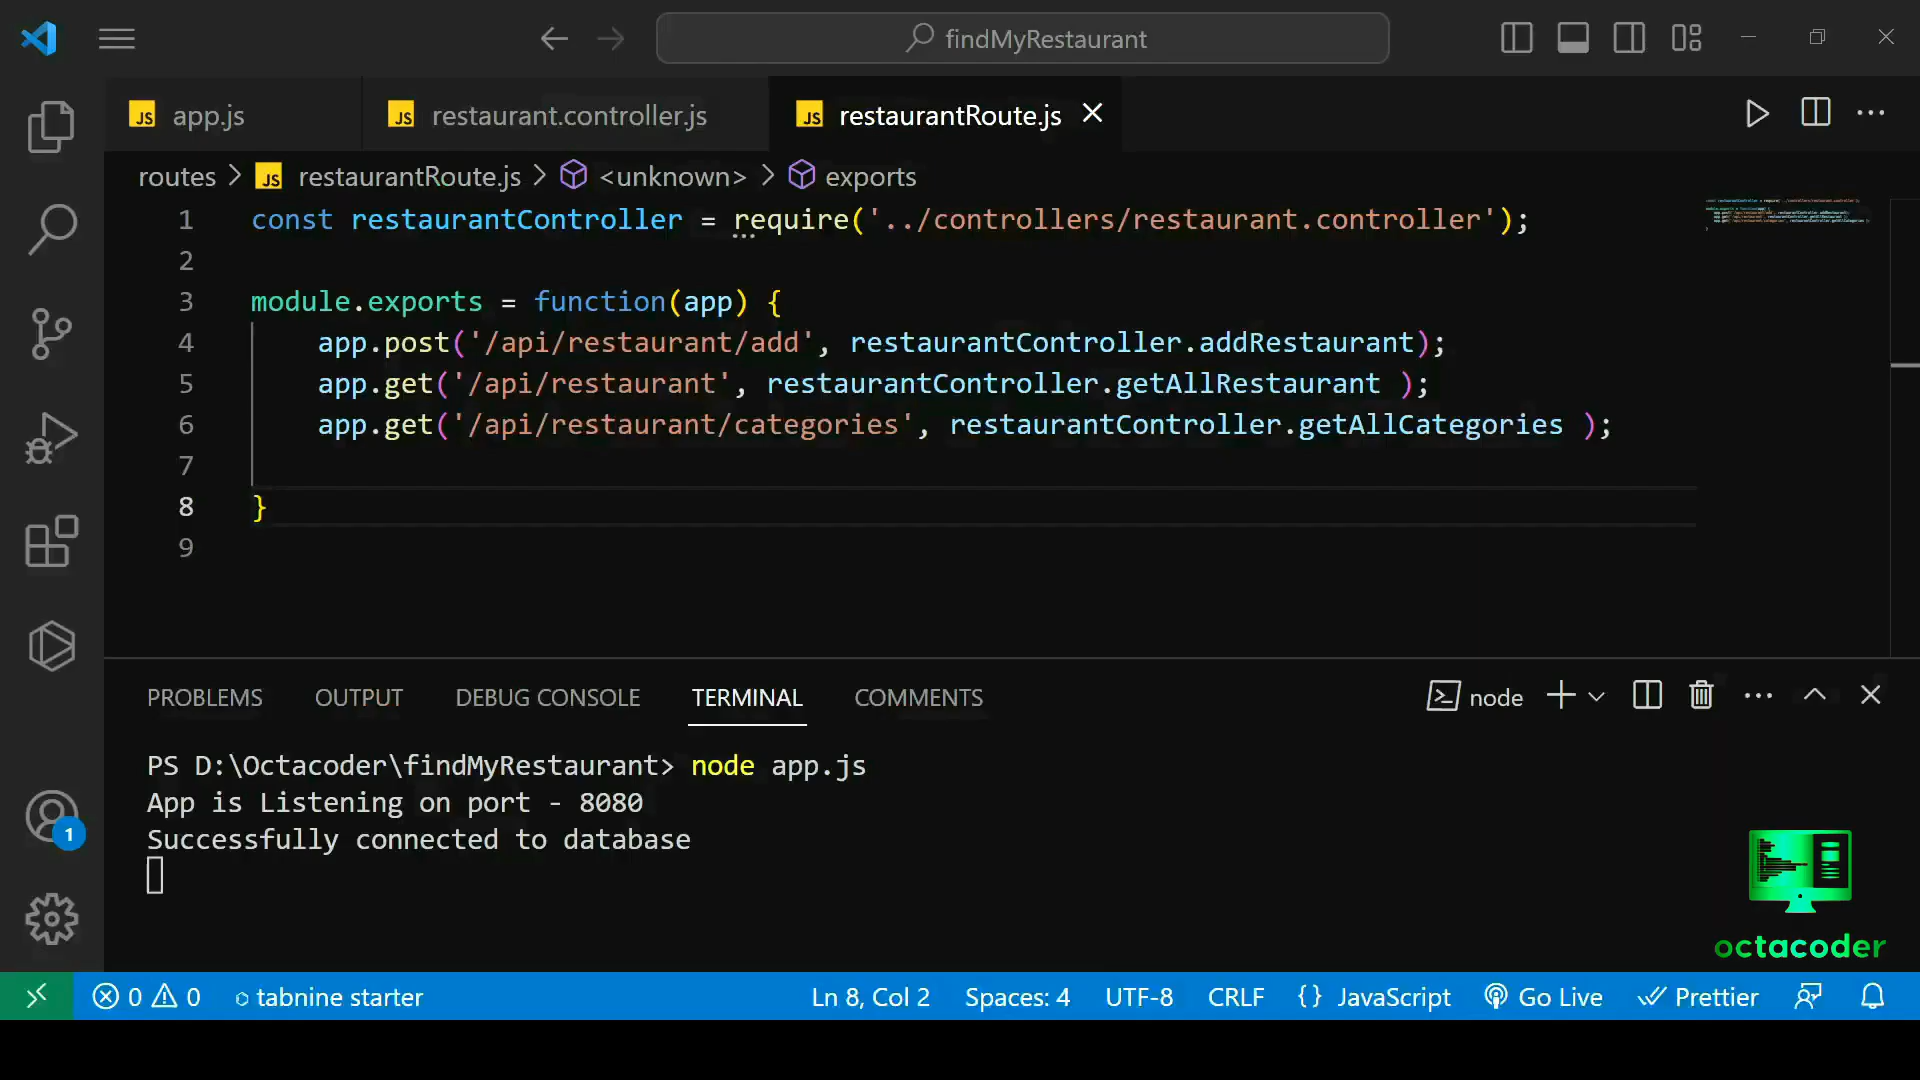 findMyRestaurant
JS app.js
JS restaurant.controller.js
JS restaurantRoute.js
routes > JS restaurantRoute.js > <unknown> > exports
1 const restaurantController = require('../controllers/restaurant.controller');
2
3 module.exports = function(app) {
4 app.post('/api/restaurant/add', restaurantController.addRestaurant);
5 app.get('/api/restaurant', restaurantController.getAllRestaurant );
6 app.get('/api/restaurant/categories', restaurantController.getAllCategories );
7
8 }
9
PROBLEMS OUTPUT DEBUG CONSOLE TERMINAL COMMENTS
node
PS D:\Octacoder\findMyRestaurant> node app.js
App is Listening on port - 8080
Successfully connected to database
1
octacoder
0 0 tabnine starter Ln 8, Col 2 Spaces: 4 UTF-8 CRLF {} JavaScript Go Live Prettier